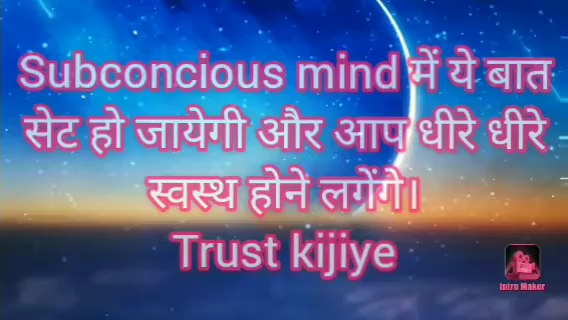 Subconcious mind में ये बात
सेट हो जायेगी और आप धीरे धीरे
स्वस्थ होने लगेंगे।
Trust kijiye
Intro Maker